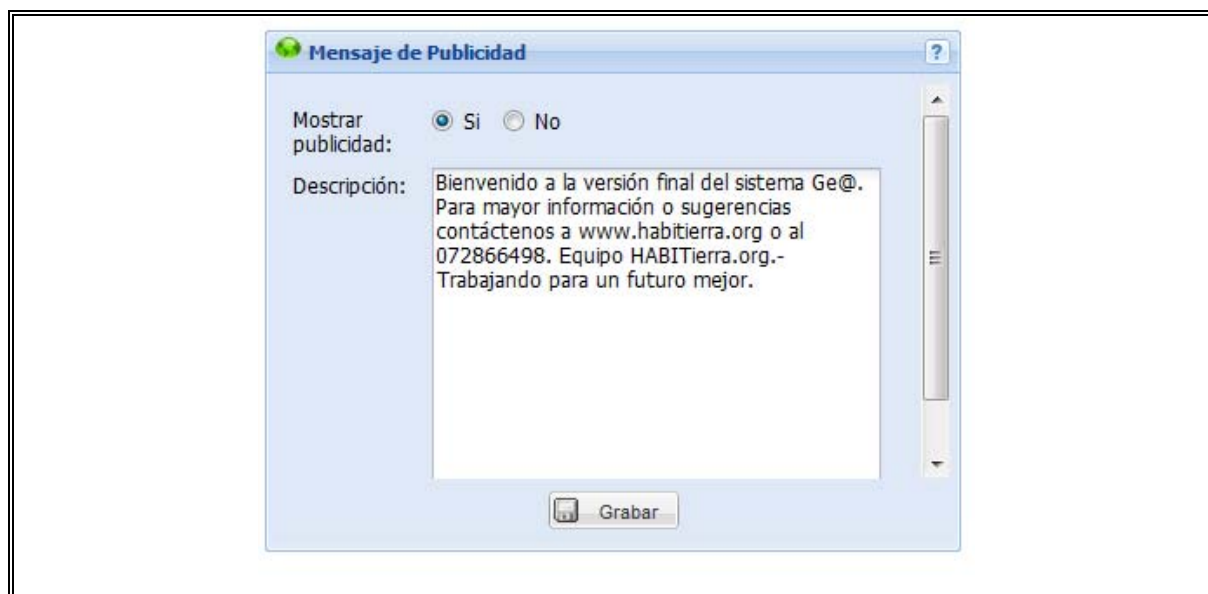 Mensaje de Publicidad
?
Mostrar
publicidad:
Si No
Descripción:
Bienvenido a la versión final del sistema Ge@.
Para mayor información o sugerencias
contáctenos a www.habitierra.org o al
072866498. Equipo HABITierra.org.-
Trabajando para un futuro mejor.
Grabar